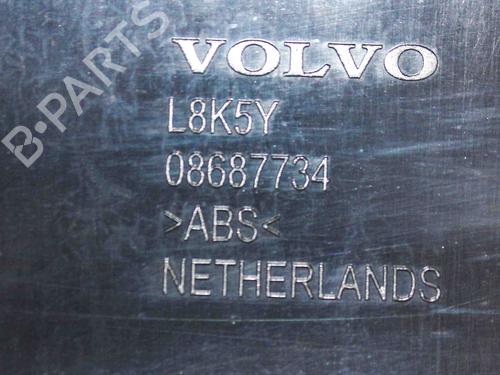 VOLVO
L8K5Y
08687734
>ABS<
NETHERLANDS
B-PARTS